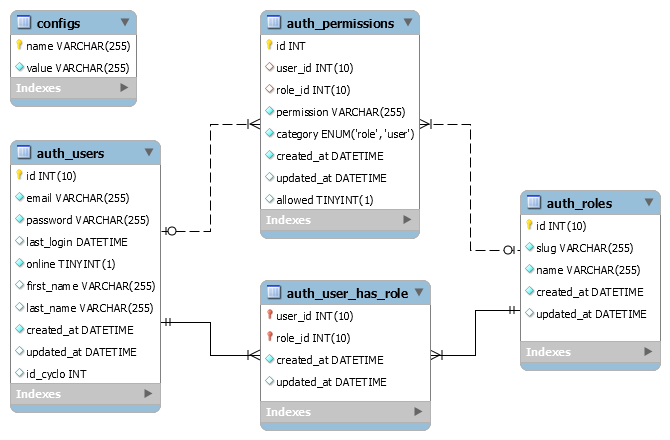 configs
name VARCHAR(255)
value VARCHAR(255)
Indexes
auth_users
id INT(10)
email VARCHAR(255)
password VARCHAR(255)
last_login DATETIME
online TINYINT(1)
first_name VARCHAR(255)
last_name VARCHAR(255)
created_at DATETIME
updated_at DATETIME
id_cyclo INT
Indexes
auth_permissions
id INT
user_id INT(10)
role_id INT(10)
permission VARCHAR(255)
category ENUM('role', 'user')
created_at DATETIME
updated_at DATETIME
allowed TINYINT(1)
Indexes
auth_user_has_role
user_id INT(10)
role_id INT(10)
created_at DATETIME
updated_at DATETIME
Indexes
auth_roles
id INT(10)
slug VARCHAR(255)
name VARCHAR(255)
created_at DATETIME
updated_at DATETIME
Indexes